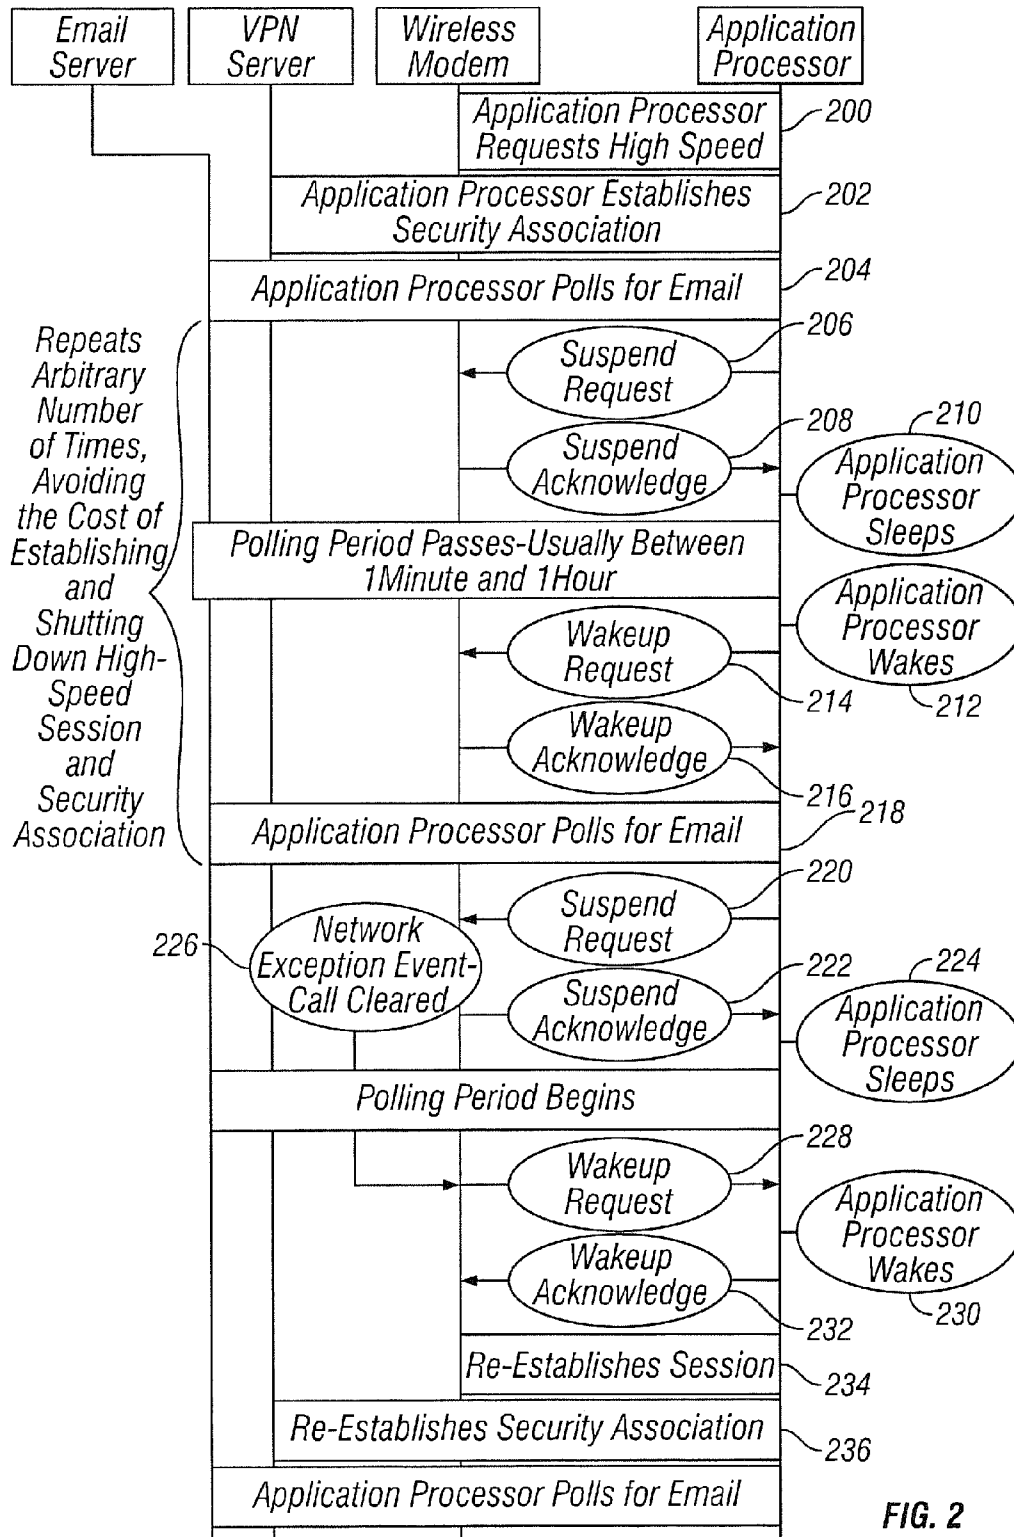 Email
Server
VPN
Server
Wireless
Modem
Application
Processor
Application Processor
Requests High Speed
200
Application Processor Establishes
Security Association
202
Application Processor Polls for Email
204
Repeats
Arbitrary
Number
of Times,
Avoiding
the Cost of
Establishing
and
Shutting
Down High-
Speed
Session
and
Security
Association
Suspend
Request
206
Suspend
Acknowledge
208
210
Application
Processor
Sleeps
Polling Period Passes-Usually Between
1Minute and 1Hour
Application
Processor
Wakes
212
Wakeup
Request
214
Wakeup
Acknowledge
216
Application Processor Polls for Email
218
Suspend
Request
220
226
Network
Exception Event-
Call Cleared
Suspend
Acknowledge
222
224
Application
Processor
Sleeps
Polling Period Begins
Wakeup
Request
228
Application
Processor
Wakes
230
Wakeup
Acknowledge
232
Re-Establishes Session
234
Re-Establishes Security Association
236
Application Processor Polls for Email
FIG. 2